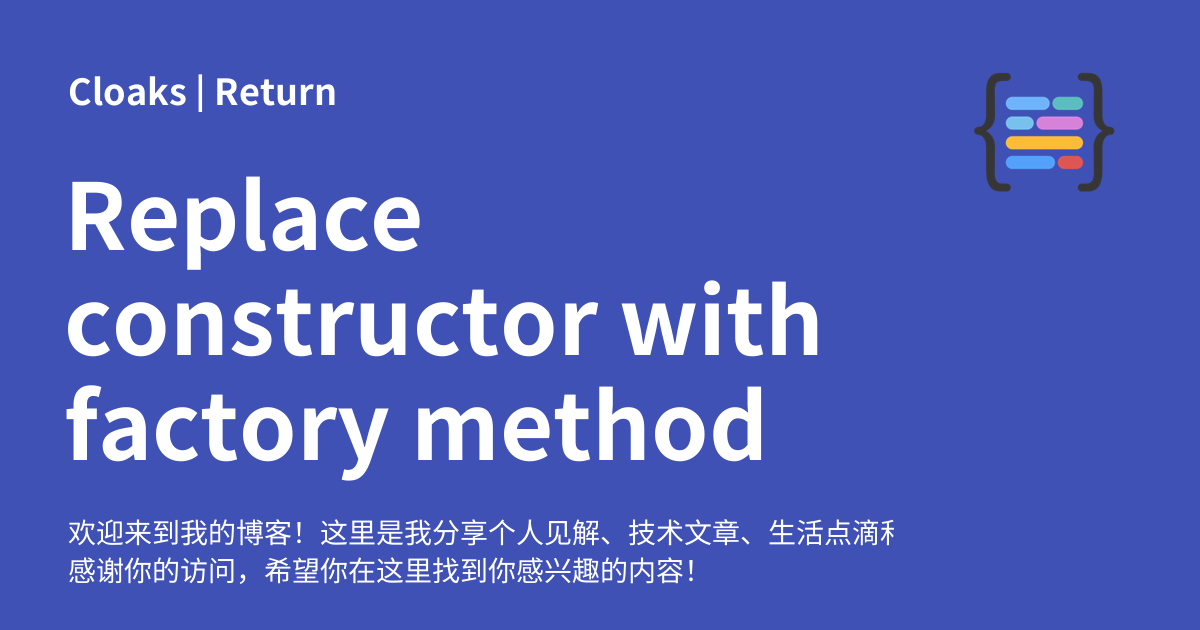 Cloaks | Return
Replace
constructor with
factory method
欢迎来到我的博客！这里是我分享个人见解、技术文章、生活点滴
感谢你的访问，希望你在这里找到你感兴趣的内容！